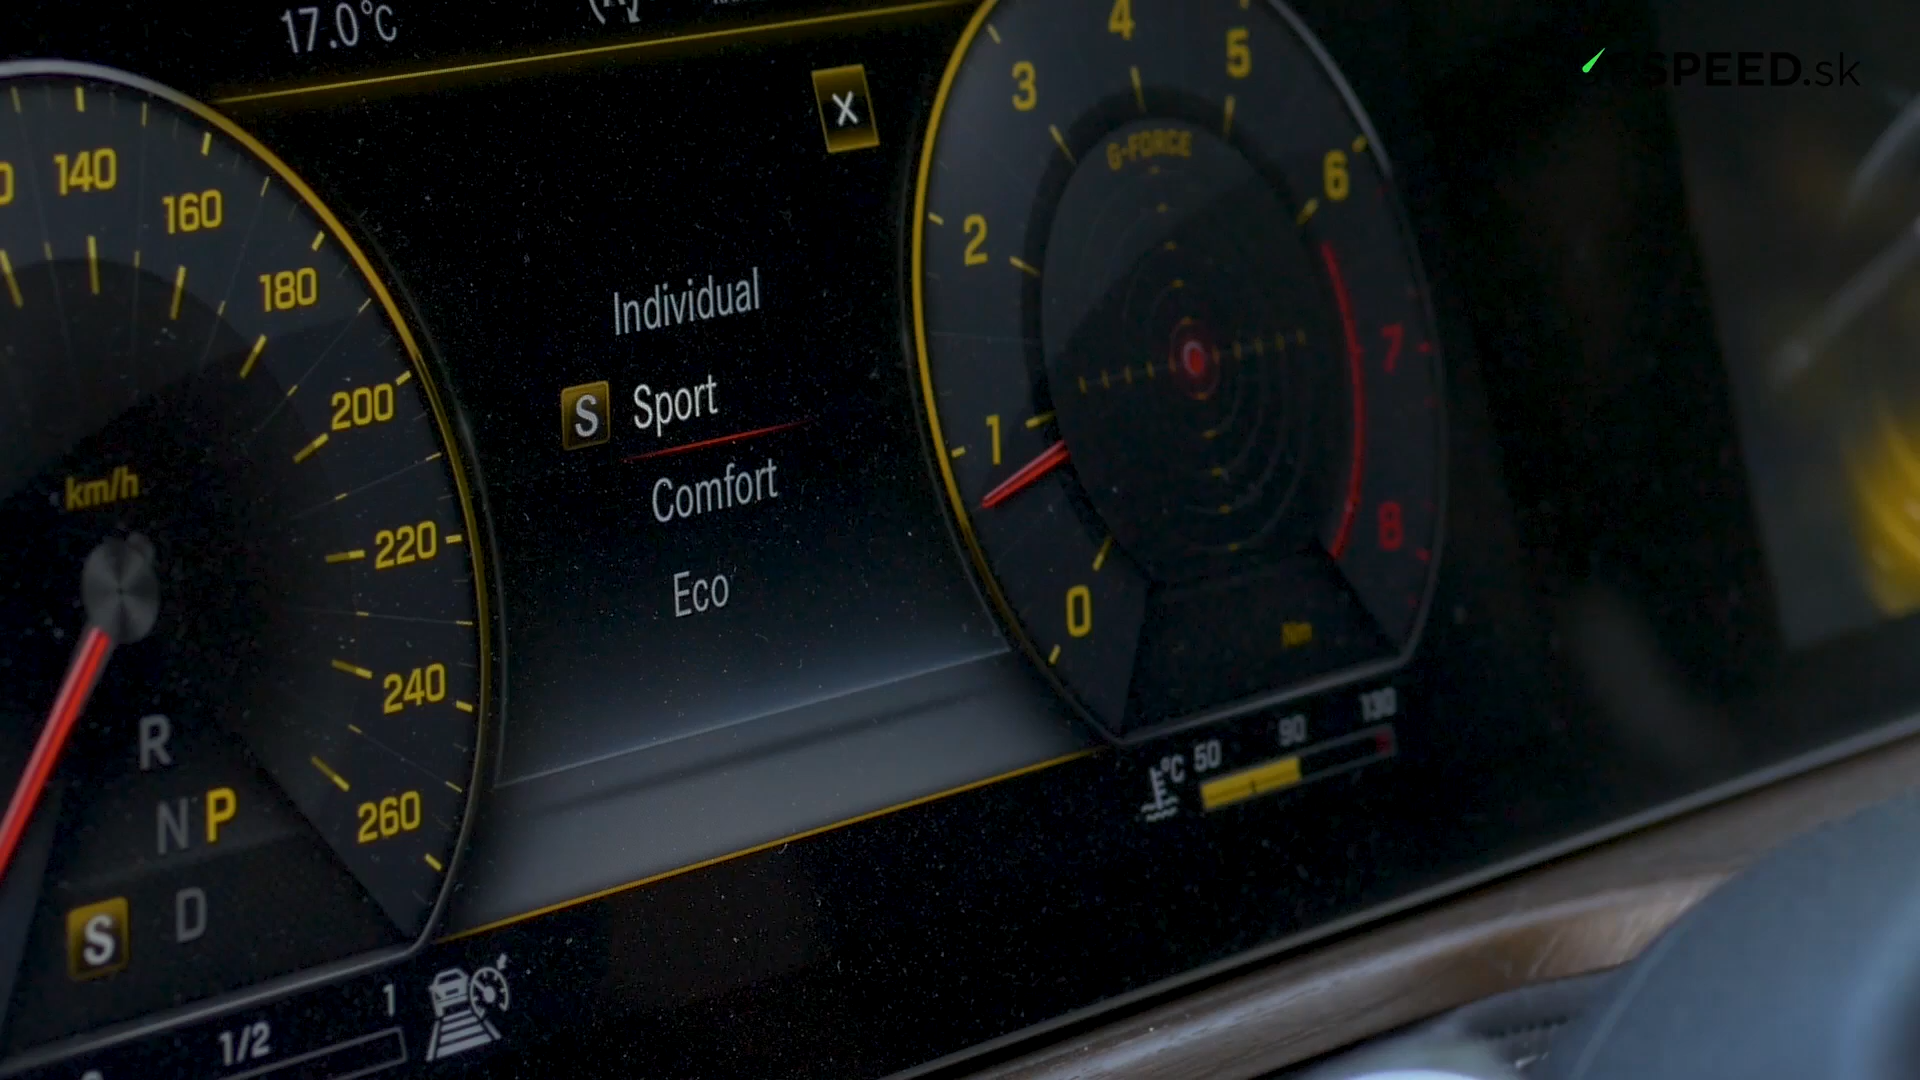 17.0°C
X
SPEED.sk
140
160
180
200
220
240
260
km/h
R
N P
S D
1/2
1
Individual
S Sport
Comfort
Eco
0
1
2
3
4
5
6
7
8
G-FORCE
Nm
°C 50 90 130